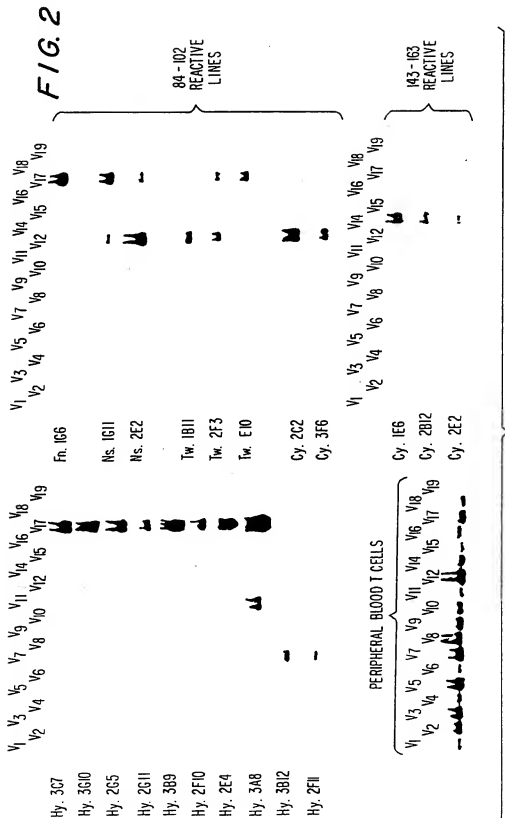 FIG. 2
V1 V3 V5 V7 V9 V11 V14 V16 V18
V2 V4 V6 V8 V10 V12 V5 V17 V19
Hy. 3C7
Hy. 3G10
Hy. 2G5
Hy. 2G11
Hy. 3B9
Hy. 2F10
Hy. 2E4
Hy. 3A8
Hy. 3B12
Hy. 2F11
V1 V3 V5 V7 V9 V11 V14 V16 V18
V2 V4 V6 V8 V10 V12 V15 V17 V19
Fn. 1G6
Ns. 1G11
Ns. 2E2
Tw. 1B11
Tw. 2F3
Tw. E10
Cy. 2C2
Cy. 3F6
84-102
REACTIVE
LINES
PERIPHERAL BLOOD T CELLS
V1 V3 V5 V7 V9 V11 V14 V16 V18
V2 V4 V6 V8 V10 V12 V15 V17 V19
V1 V3 V5 V7 V9 V11 V14 V16 V18
V2 V4 V6 V8 V10 V12 V15 V17 V19
Cy. 1E6
Cy. 2B12
Cy. 2E2
143-163
REACTIVE
LINES